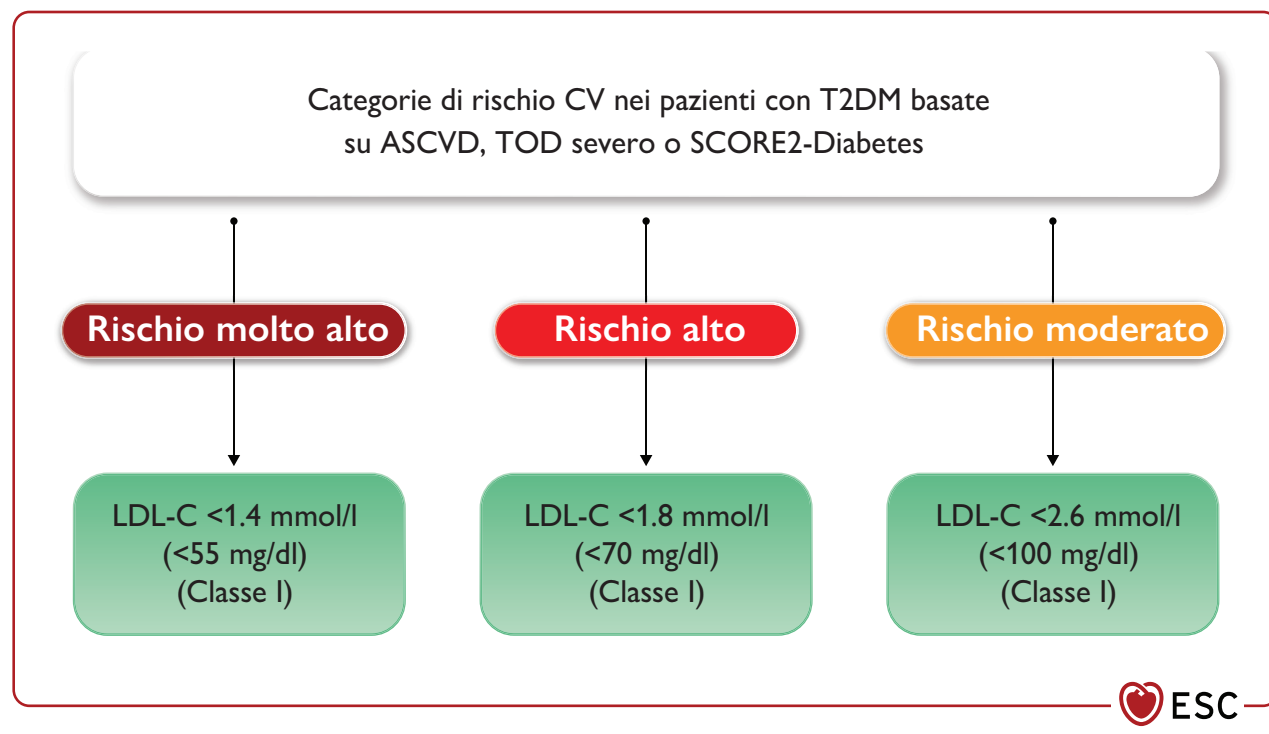 Categorie di rischio CV nei pazienti con T2DM basate
su ASCVD, TOD severo o SCORE2-Diabetes
Rischio molto alto
Rischio alto
Rischio moderato
LDL-C <1.4 mmol/l
(<55 mg/dl)
(Classe I)
LDL-C <1.8 mmol/l
(<70 mg/dl)
(Classe I)
LDL-C <2.6 mmol/l
(<100 mg/dl)
(Classe I)
ESC